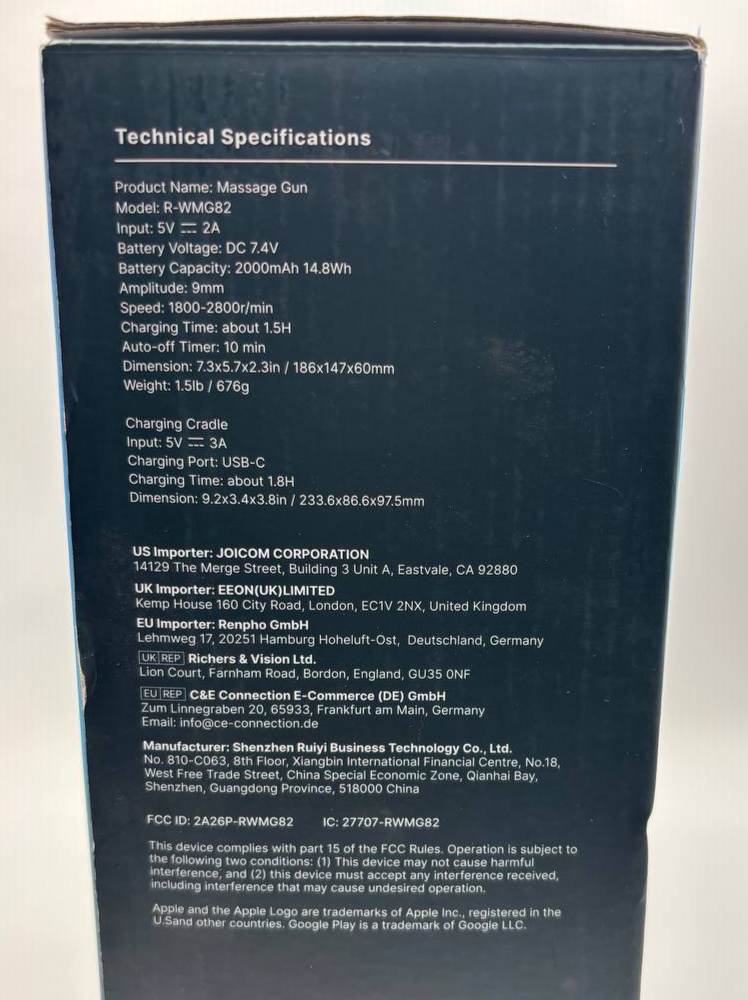 Technical Specifications
Product Name: Massage Gun
Model: R-WMG82
Input: 5V ⎓ 2A
Battery Voltage: DC 7.4V
Battery Capacity: 2000mAh 14.8Wh
Amplitude: 9mm
Speed: 1800-2800r/min
Charging Time: about 1.5H
Auto-off Timer: 10 min
Dimension: 7.3x5.7x2.3in / 186x147x60mm
Weight: 1.5lb / 676g
Charging Cradle
Input: 5V ⎓ 3A
Charging Port: USB-C
Charging Time: about 1.8H
Dimension: 9.2x3.4x3.8in / 233.6x86.6x97.5mm
US Importer: JOICOM CORPORATION
14129 The Merge Street, Building 3 Unit A, Eastvale, CA 92880
UK Importer: EEON(UK)LIMITED
Kemp House 160 City Road, London, EC1V 2NX, United Kingdom
EU Importer: Renpho GmbH
Lehmweg 17, 20251 Hamburg Hoheluft-Ost, Deutschland, Germany
UK REP Richers & Vision Ltd.
Lion Court, Farnham Road, Bordon, England, GU35 0NF
EU REP C&E Connection E-Commerce (DE) GmbH
Zum Linnegraben 20, 65933, Frankfurt am Main, Germany
Email: info@ce-connection.de
Manufacturer: Shenzhen Ruiyi Business Technology Co., Ltd.
No. 810-C063, 8th Floor, Xiangbin International Financial Centre, No.18,
West Free Trade Street, China Special Economic Zone, Qianhai Bay,
Shenzhen, Guangdong Province, 518000 China
FCC ID: 2A26P-RWMG82 IC: 27707-RWMG82
This device complies with part 15 of the FCC Rules. Operation is subject to
the following two conditions: (1) This device may not cause harmful
interference, and (2) this device must accept any interference received,
including interference that may cause undesired operation.
Apple and the Apple Logo are trademarks of Apple Inc., registered in the
U.Sand other countries. Google Play is a trademark of Google LLC.